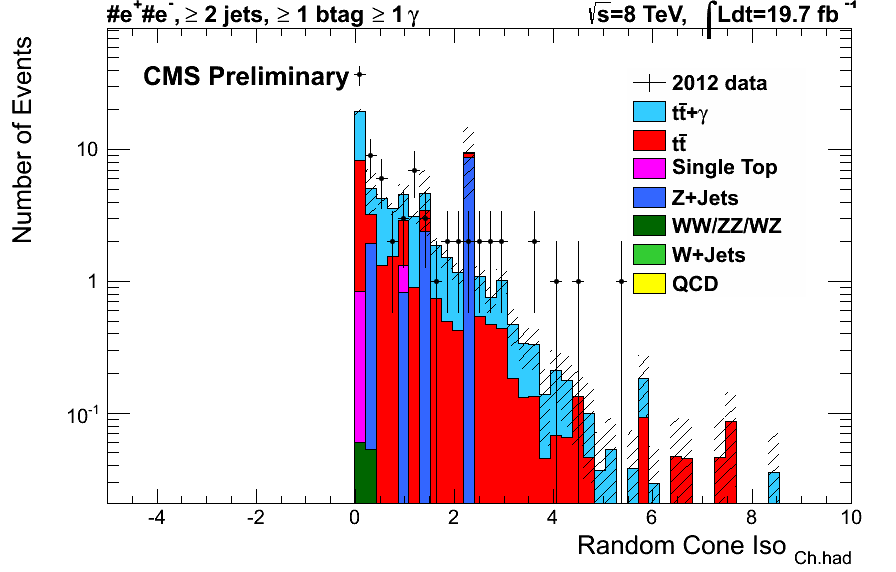 #e+#e-, ≥ 2 jets, ≥ 1 btag ≥ 1 γ
√s=8 TeV, ∫Ldt=19.7 fb-1
Number of Events
CMS Preliminary
2012 data
tt̄+γ
tt̄
Single Top
Z+Jets
WW/ZZ/WZ
W+Jets
QCD
10
1
10-1
-4 -2 0 2 4 6 8 10
Random Cone Iso Ch.had